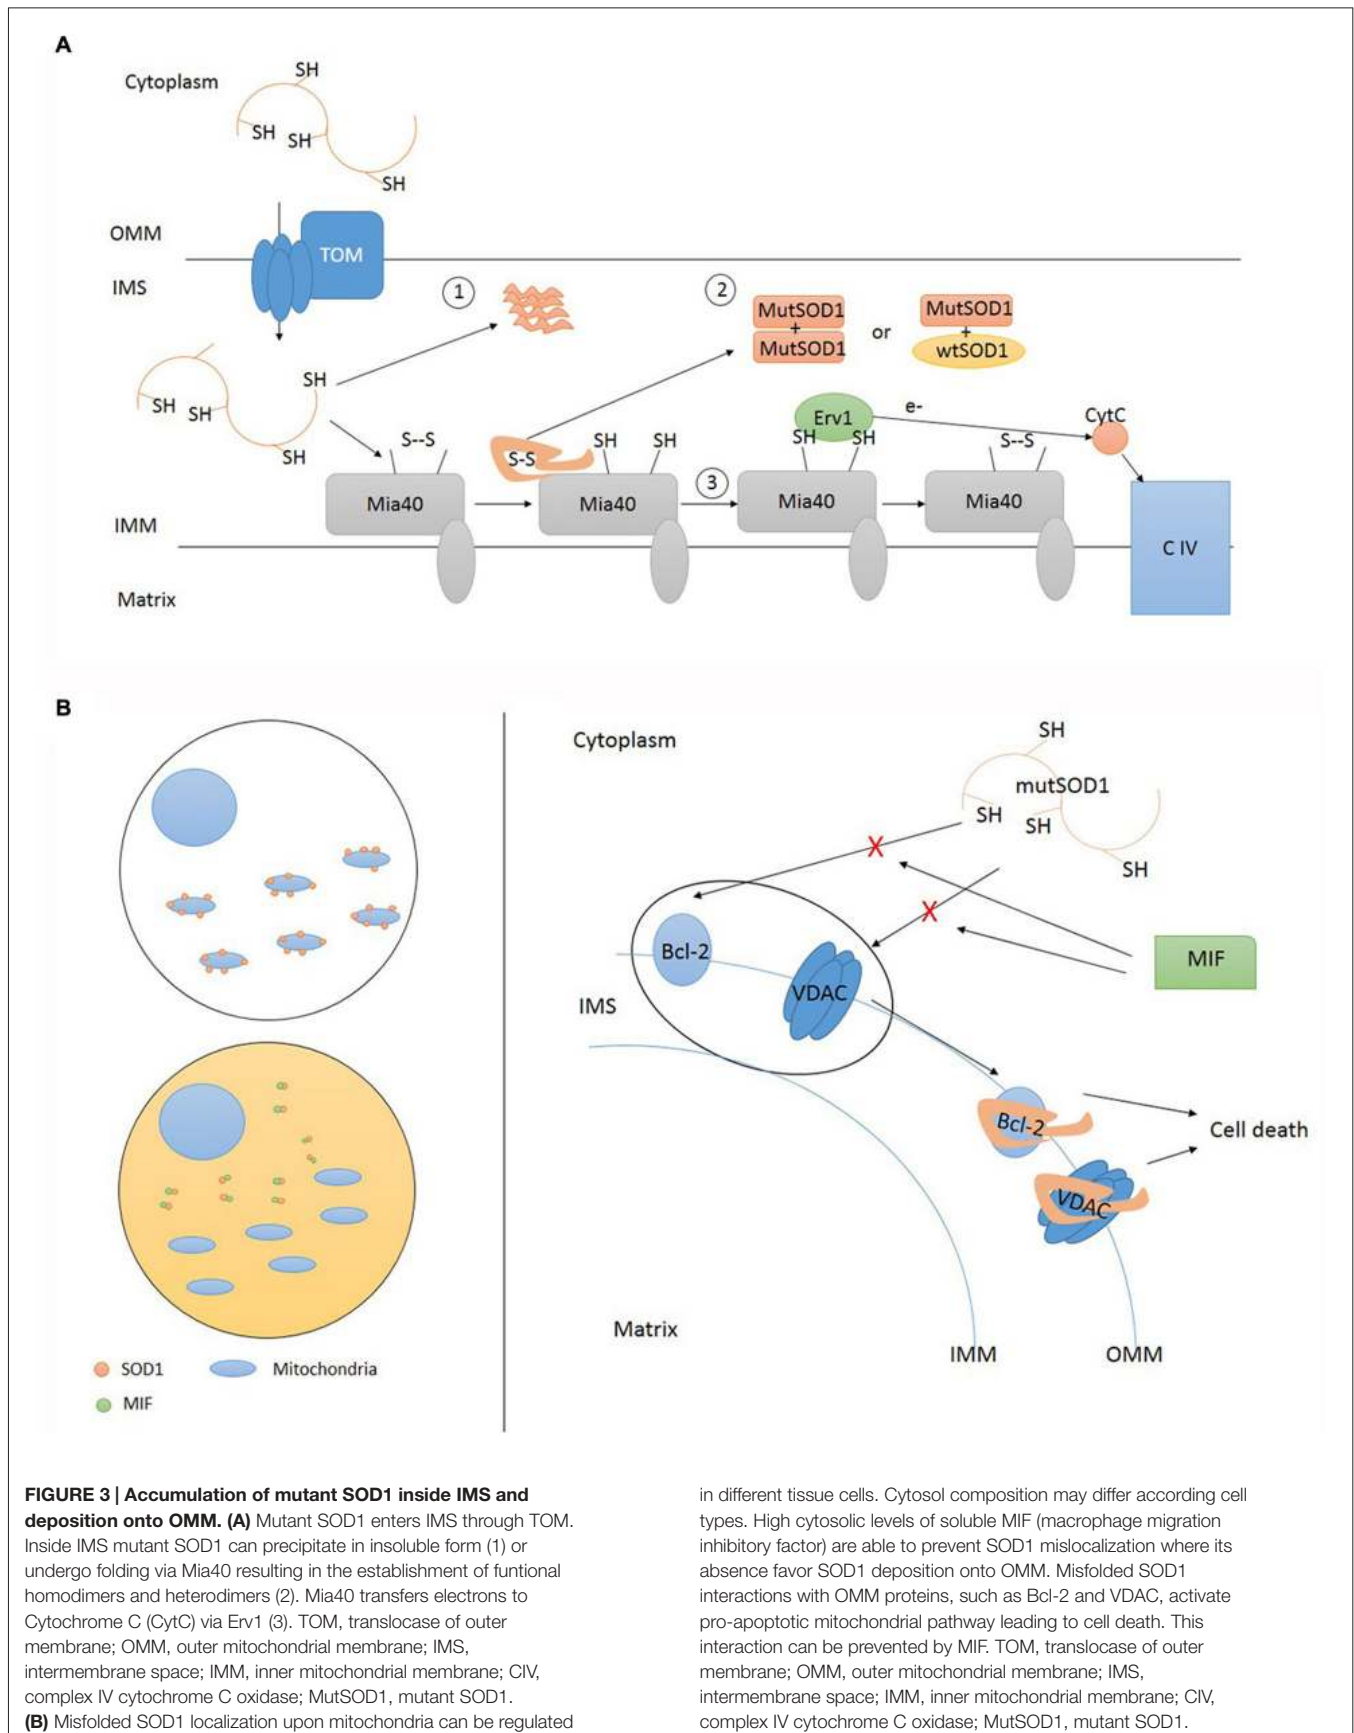 A
Cytoplasm
SH
SH
SH
SH
OMM
TOM
IMS
1
2
MutSOD1
+
MutSOD1
or
MutSOD1
+
wtSOD1
SH
SH
SH
SH
S--S
S-S
SH
SH
Erv1
SH
SH
e-
CytC
S--S
3
Mia40
Mia40
Mia40
Mia40
IMM
C IV
Matrix
B
Cytoplasm
SH
mutSOD1
SH
SH
SH
X
X
Bcl-2
VDAC
MIF
IMS
Bcl-2
Cell death
VDAC
Matrix
IMM
OMM
SOD1
Mitochondria
MIF
FIGURE 3 | Accumulation of mutant SOD1 inside IMS and
deposition onto OMM. (A) Mutant SOD1 enters IMS through TOM.
Inside IMS mutant SOD1 can precipitate in insoluble form (1) or
undergo folding via Mia40 resulting in the establishment of funtional
homodimers and heterodimers (2). Mia40 transfers electrons to
Cytochrome C (CytC) via Erv1 (3). TOM, translocase of outer
membrane; OMM, outer mitochondrial membrane; IMS,
intermembrane space; IMM, inner mitochondrial membrane; CIV,
complex IV cytochrome C oxidase; MutSOD1, mutant SOD1.
(B) Misfolded SOD1 localization upon mitochondria can be regulated
in different tissue cells. Cytosol composition may differ according cell
types. High cytosolic levels of soluble MIF (macrophage migration
inhibitory factor) are able to prevent SOD1 mislocalization where its
absence favor SOD1 deposition onto OMM. Misfolded SOD1
interactions with OMM proteins, such as Bcl-2 and VDAC, activate
pro-apoptotic mitochondrial pathway leading to cell death. This
interaction can be prevented by MIF. TOM, translocase of outer
membrane; OMM, outer mitochondrial membrane; IMS,
intermembrane space; IMM, inner mitochondrial membrane; CIV,
complex IV cytochrome C oxidase; MutSOD1, mutant SOD1.